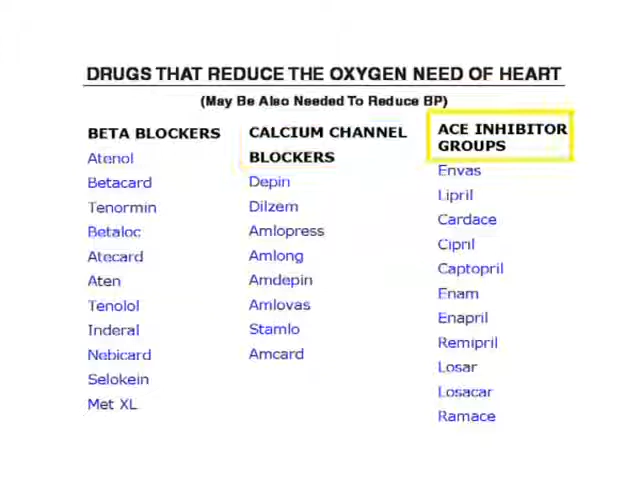 DRUGS THAT REDUCE THE OXYGEN NEED OF HEART
(May Be Also Needed To Reduce BP)
BETA BLOCKERS
Atenol
Betacard
Tenormin
Betaloc
Atecard
Aten
Tenolol
Inderal
Nebicard
Selokein
Met XL
CALCIUM CHANNEL
BLOCKERS
Depin
Dilzem
Amlopress
Amlong
Amdepin
Amlovas
Stamlo
Amcard
ACE INHIBITOR
GROUPS
Envas
Lipril
Cardace
Cipril
Captopril
Enam
Enapril
Remipril
Losar
Losacar
Ramace